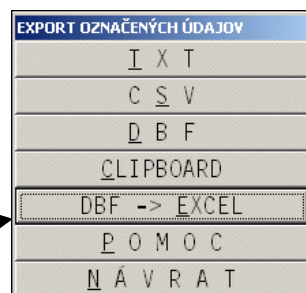 EXPORT OZNAČENÝCH ÚDAJOV
T X T
C S V
D B F
CLIPBOARD
DBF -> EXCEL
P O M O C
N Á V R A T